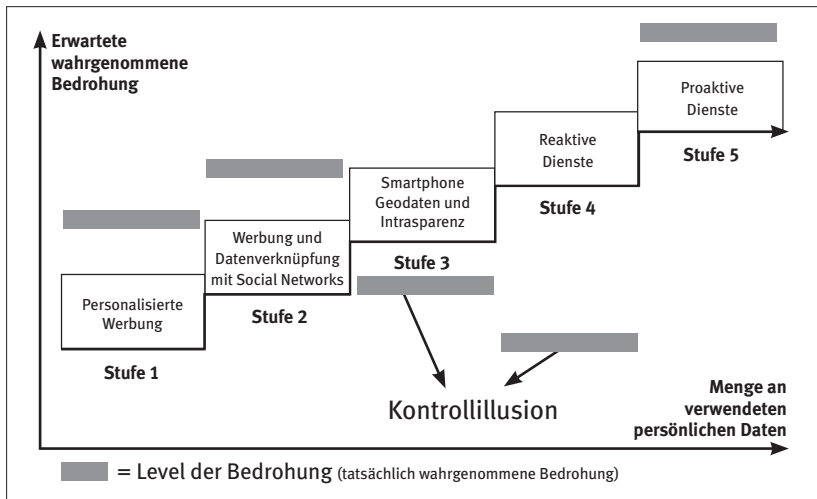 Erwartete
wahrgenommene
Bedrohung
Proaktive
Dienste
Stufe 5
Reaktive
Dienste
Stufe 4
Smartphone
Geodaten und
Intrasparenz
Stufe 3
Werbung und
Datenverknüpfung
mit Social Networks
Stufe 2
Personalisierte
Werbung
Stufe 1
Kontrollillusion
Menge an
verwendeten
persönlichen Daten
= Level der Bedrohung (tatsächlich wahrgenommene Bedrohung)